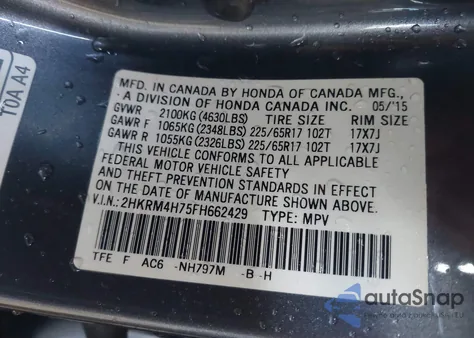 TOA A4
MFD. IN CANADA BY HONDA OF CANADA MFG.,
A DIVISION OF HONDA CANADA INC. 05/'15
GVWR 2100KG (4630LBS) TIRE SIZE RIM SIZE
GAWR F 1065KG (2348LBS) 225/65R17 102T 17X7J
GAWR R 1055KG (2326LBS) 225/65R17 102T 17X7J
THIS VEHICLE CONFORMS TO ALL APPLICABLE
FEDERAL MOTOR VEHICLE SAFETY
AND THEFT PREVENTION STANDARDS IN EFFECT
ON THE DATE OF MANUFACTURE SHOWN ABOVE.
V.I.N.: 2HKRM4H75FH662429 TYPE: MPV
TFE F AC6 -NH797M -B -H
autoSnap